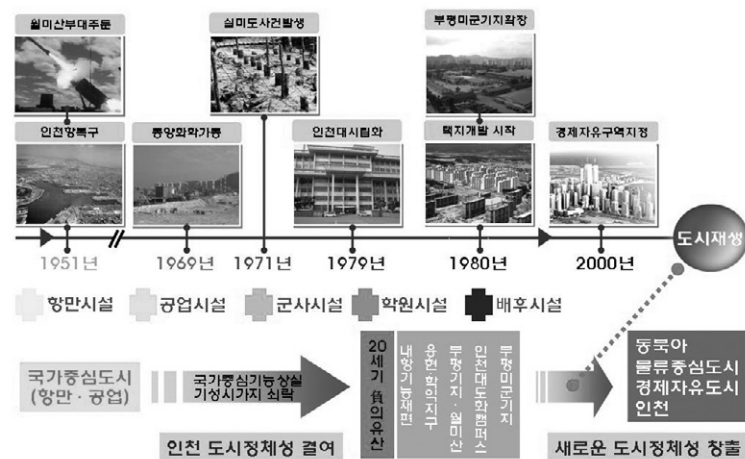 월미산부대주둔
실미도사건발생
부평미군기지확장
인천항복구
동양화학가동
인천대시립화
택지개발 시작
경제자유구역지정
도시재생
1951년
1969년
1971년
1979년
1980년
2000년
항만시설
공업시설
군사시설
학원시설
배후시설
국가중심도시
(항만 · 공업)
국가중심기능상실
기성시가지 쇠락
20세기 負의유산
내항기능재편
용현·학익지구
부평기지·월미산
인천대도화캠퍼스
부평미군기지
동북아
물류중심도시
경제자유도시
인천
인천 도시정체성 결여
새로운 도시정체성 창출